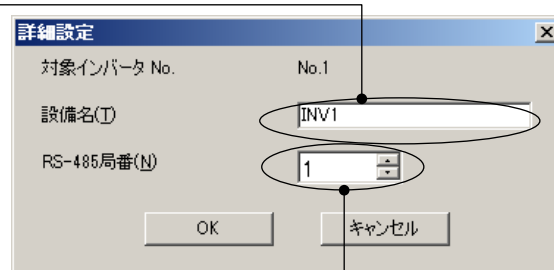 詳細設定
対象インバータ No. No.1
設備名(T) INV1
RS-485局番(N) 1
OK キャンセル